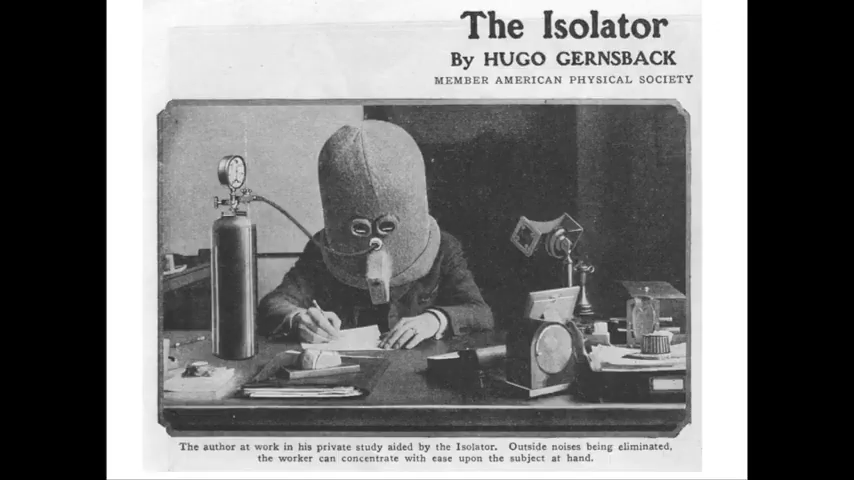 The Isolator
By HUGO GERNSBACK
MEMBER AMERICAN PHYSICAL SOCIETY
The author at work in his private study aided by the Isolator. Outside noises being eliminated,
the worker can concentrate with ease upon the subject at hand.